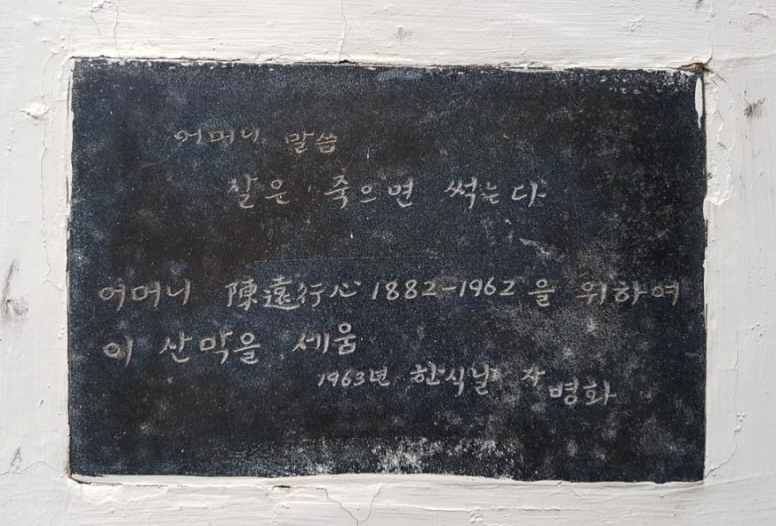 어머니 말씀
살은 죽으면 썩는다
어머니 陳遠行心 1882-1962 을 위하여
이 산막을 세움
1963년 한식날 자
병화